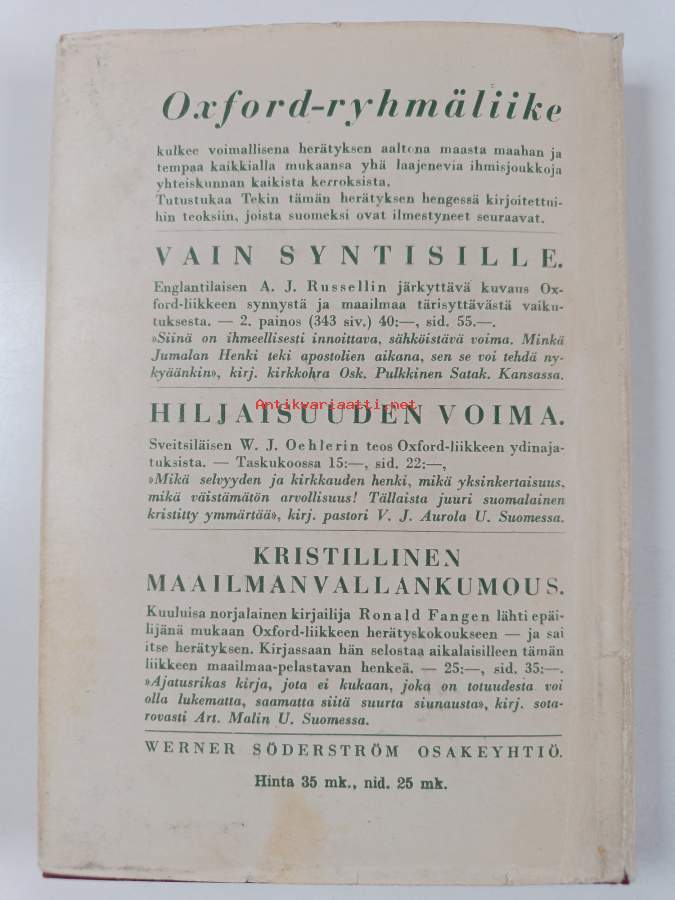 Oxford-ryhmäliike
kulkee voimallisena herätyksen aaltona maasta maahan ja
tempaa kaikkialla mukaansa yhä laajenevia ihmisjoukkoja
yhteiskunnan kaikista kerroksista.
Tutustukaa Tekin tämän herätyksen hengessä kirjoitettui-
hin teoksiin, joista suomeksi ovat ilmestyneet seuraavat.
VAIN SYNTISILLE.
Englantilaisen A. J. Russellin järkyttävä kuvaus Ox-
ford-liikkeen synnystä ja maailmaa tärisyttävästä vaiku-
tuksesta. — 2. painos (343 siv.) 40:—, sid. 55.—.
»Siinä on ihmeellisesti innoittava, sähköistävä voima. Minkä
Jumalan Henki teki apostolien aikana, sen se voi tehdä ny-
kyäänkin», kirj. kirkkohra Osk. Pulkkinen Satak. Kansassa.
Antikvariaatti.net
HILJAISUUDEN VOIMA.
Sveitsiläisen W. J. Oehlerin teos Oxford-liikkeen ydinaja-
tuksista. — Taskukoossa 15:—, sid. 22:—,
»Mikä selvyyden ja kirkkauden henki, mikä yksinkertaisuus,
mikä väistämätön arvollisuus! Tällaista juuri suomalainen
kristitty ymmärtää», kirj. pastori V. J. Aurola U. Suomessa.
KRISTILLINEN
MAAILMANVALLANKUMOUS.
Kuuluisa norjalainen kirjailija Ronald Fangen lähti epäi-
lijänä mukaan Oxford-liikkeen herätyskokoukseen — ja sai
itse herätyksen. Kirjassaan hän selostaa aikalaisilleen tämän
liikkeen maailmaa-pelastavan henkeä. — 25:—, sid. 35:—.
»Ajatusrikas kirja, jota ei kukaan, joka on totuudesta voi
olla lukematta, saamatta siitä suurta siunausta», kirj. sota-
rovasti Art. Malin U. Suomessa.
WERNER SÖDERSTRÖM OSAKEYHTIÖ.
Hinta 35 mk., nid. 25 mk.